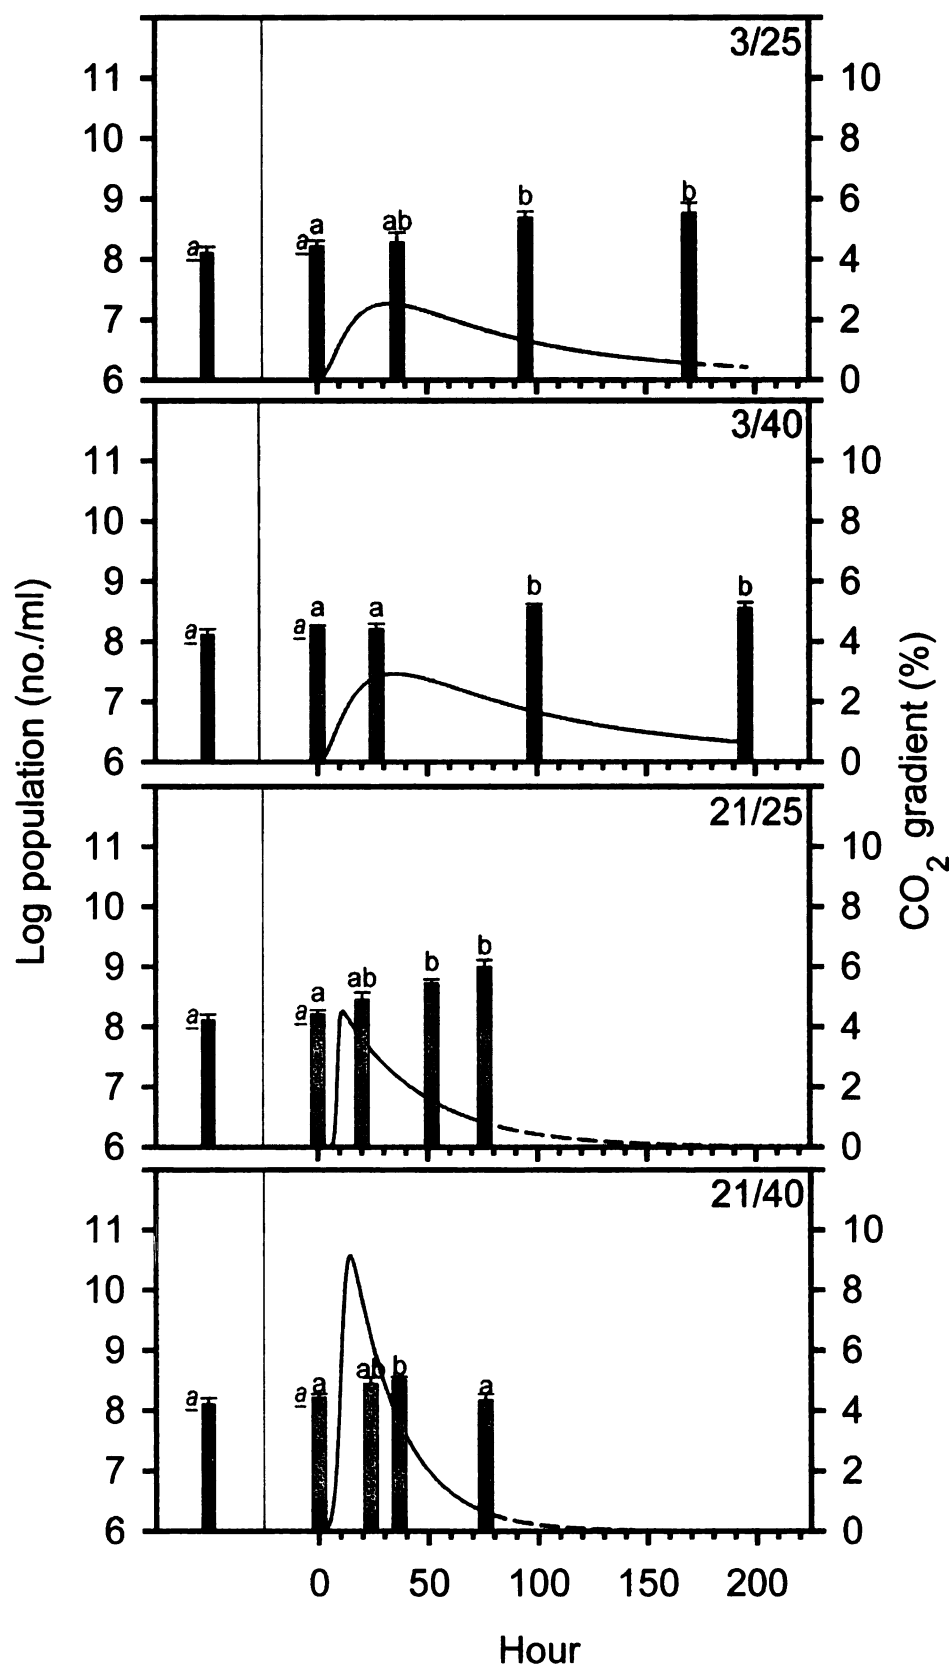 3/25
11 10
10 8
b b
9 6
a a a ab
8 4
7 2
6 0
3/40
11 10
10 8
9 b b 6
a a a a
8 4
7 2
6 0
Log population (no./ml)
CO2 gradient (%)
21/25
11 10
10 8
b b
9 6
a a a ab
8 4
7 2
6 0
21/40
11 10
10 8
9 6
a a a ab b a
8 4
7 2
6 0
0 50 100 150 200
Hour